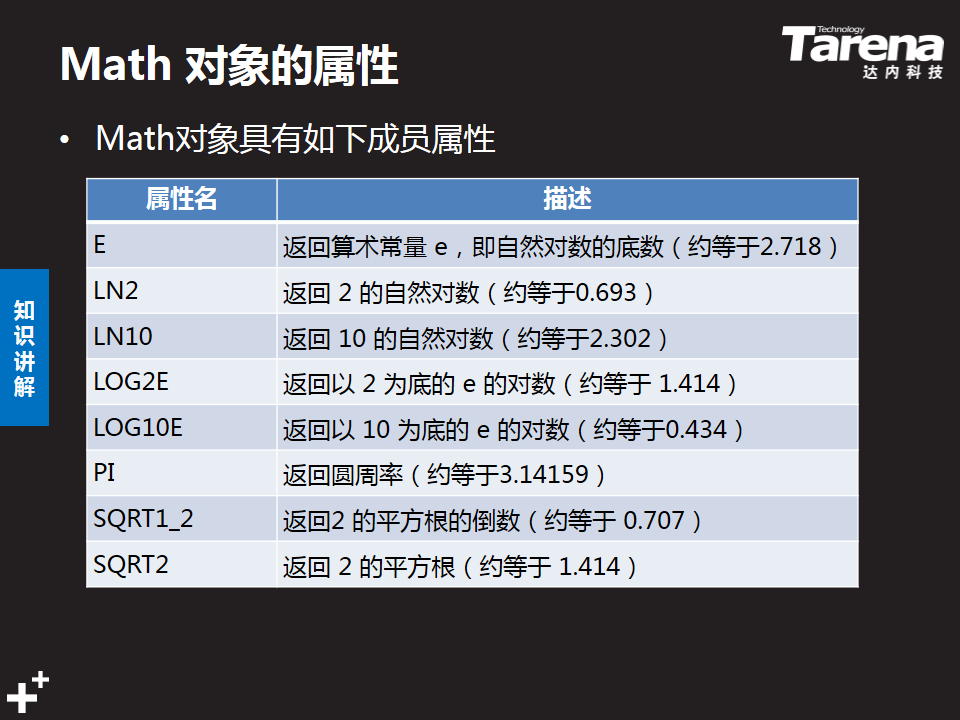 Math 对象的属性
Technology
Tarena
达内科技
• Math对象具有如下成员属性
属性名 描述
E 返回算术常量 e，即自然对数的底数（约等于2.718）
LN2 返回 2 的自然对数（约等于0.693）
LN10 返回 10 的自然对数（约等于2.302）
LOG2E 返回以 2 为底的 e 的对数（约等于 1.414）
LOG10E 返回以 10 为底的 e 的对数（约等于0.434）
PI 返回圆周率（约等于3.14159）
SQRT1_2 返回2 的平方根的倒数（约等于 0.707）
SQRT2 返回 2 的平方根（约等于 1.414）
知识讲解